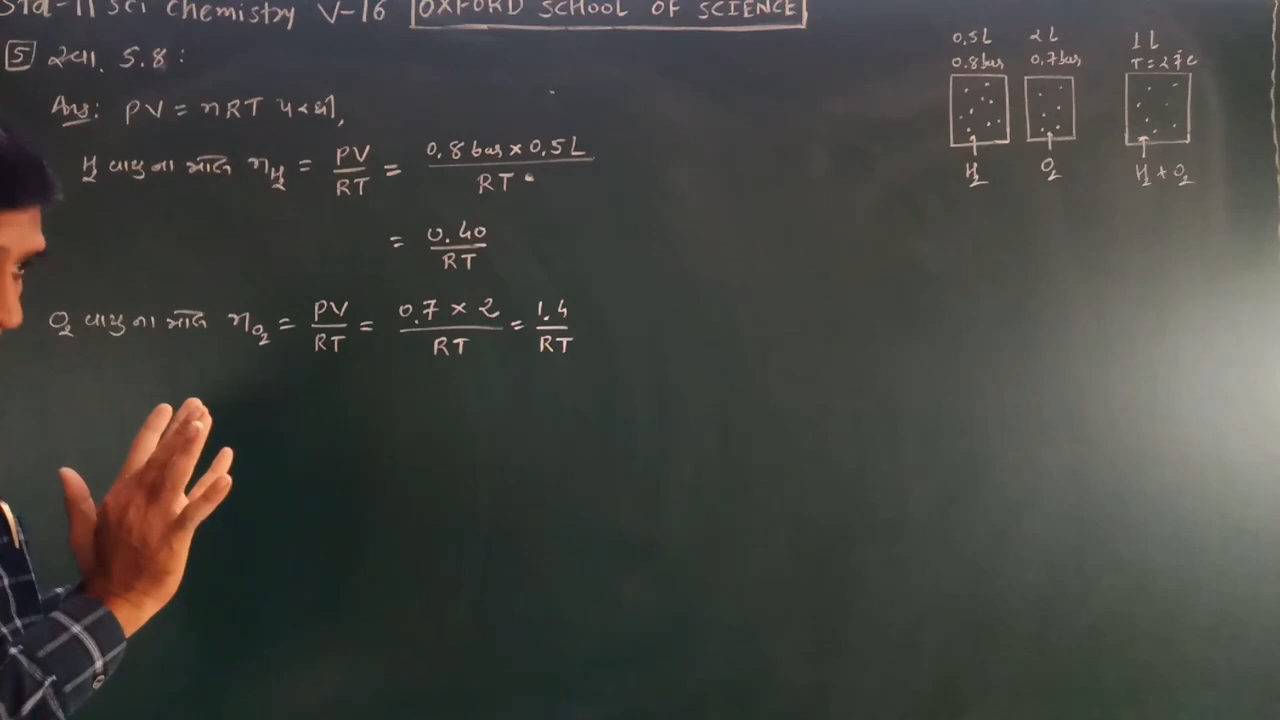 Std-11 Sci Chemistry V-16 OXFORD SCHOOL OF SCIENCE
5 સ્વા. 5.8 :
Ans: PV = nRT પરથી,
H₂ વાયુના મોલ n_H₂ = PV/RT = 0.8 bar × 0.5L / RT
= 0.40/RT
O₂ વાયુના મોલ n_O₂ = PV/RT = 0.7 × 2 / RT = 1.4/RT
0.5L 2L 1L
0.8 bar 0.7 bar T = 27°C
H₂ O₂ H₂ + O₂